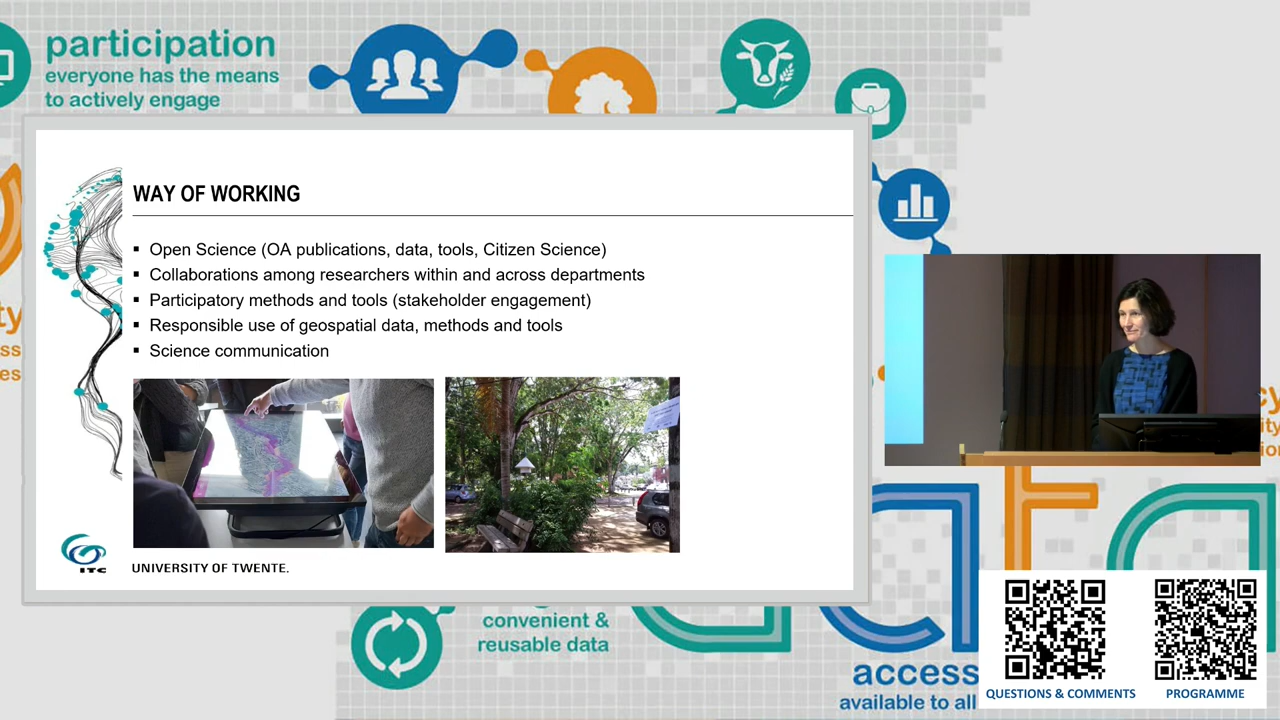 participation
everyone has the means
to actively engage
WAY OF WORKING
Open Science (OA publications, data, tools, Citizen Science)
Collaborations among researchers within and across departments
Participatory methods and tools (stakeholder engagement)
Responsible use of geospatial data, methods and tools
Science communication
ITC
UNIVERSITY OF TWENTE.
convenient &
reusable data
access
available to all
QUESTIONS & COMMENTS
PROGRAMME